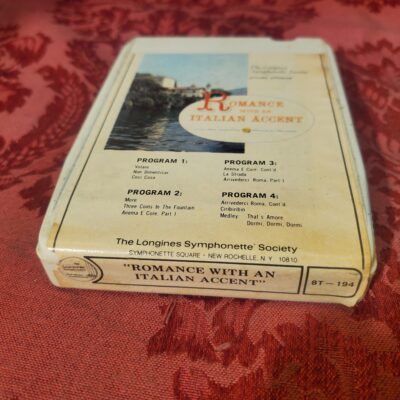 The Longines
Symphonette Society
ROMANCE
WITH AN
ITALIAN ACCENT
PROGRAM 1:
Volare
Non Dimenticar
Ciao Ciao
PROGRAM 2:
More
Three Coins In The Fountain
Anema E Core, Part I
PROGRAM 3:
Anema E Core, Cont'd.
La Strada
Arrivederci Roma, Part I
PROGRAM 4:
Arrivederci Roma, Cont'd.
Ciribiribin
Medley: That's Amore
Dormi, Dormi, Dormi
The Longines Symphonette Society
SYMPHONETTE SQUARE • NEW ROCHELLE, N. Y. 10810
"ROMANCE WITH AN
ITALIAN ACCENT"
8T-194